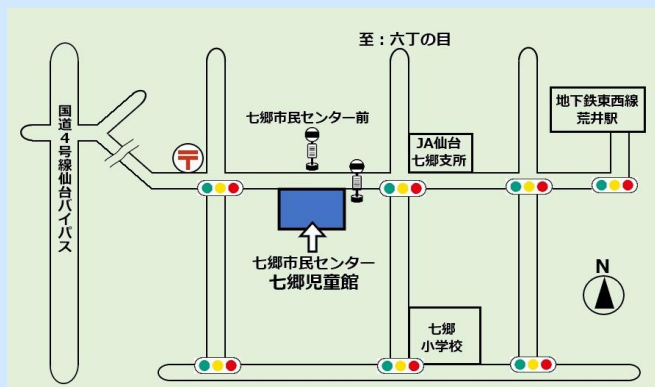 至：六丁の目
国道４号線仙台バイパス
七郷市民センター前
地下鉄東西線
荒井駅
JA仙台
七郷支所
〒
七郷市民センター
七郷児童館
N
七郷
小学校